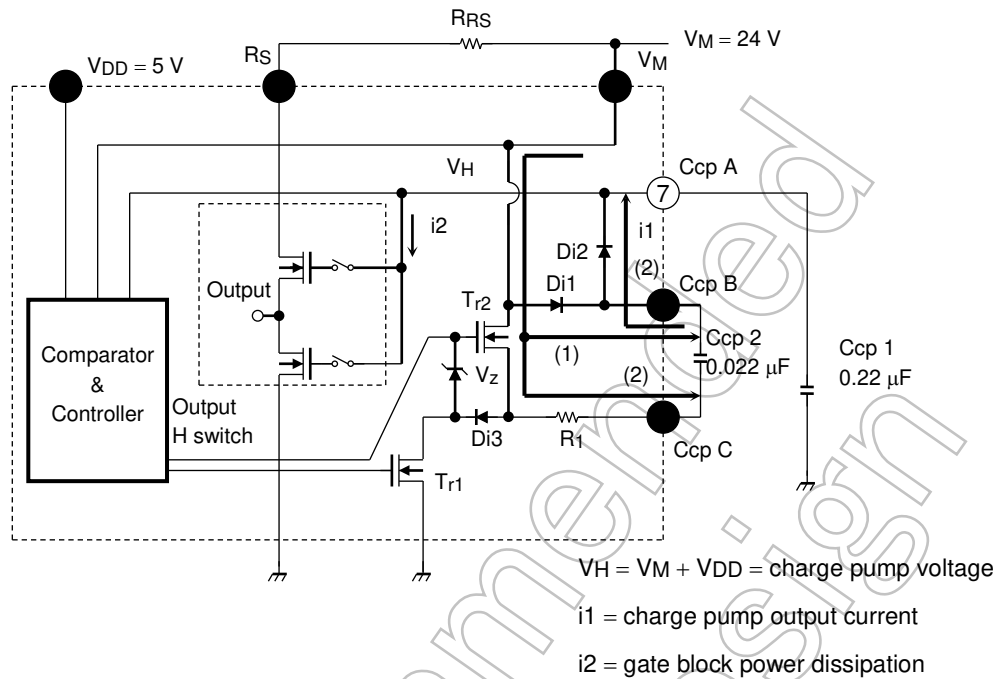 RRS
VM = 24 V
VDD = 5 V
RS
VM
VH
Ccp A
7
i2
i1
Di2
(2)
Ccp B
Di1
Output
Tr2
Ccp 2
0.022 µF
Ccp 1
0.22 µF
Comparator
&
Controller
(1)
VZ
(2)
Output
H switch
Di3
R1
Ccp C
Tr1
VH = VM + VDD = charge pump voltage
i1 = charge pump output current
i2 = gate block power dissipation